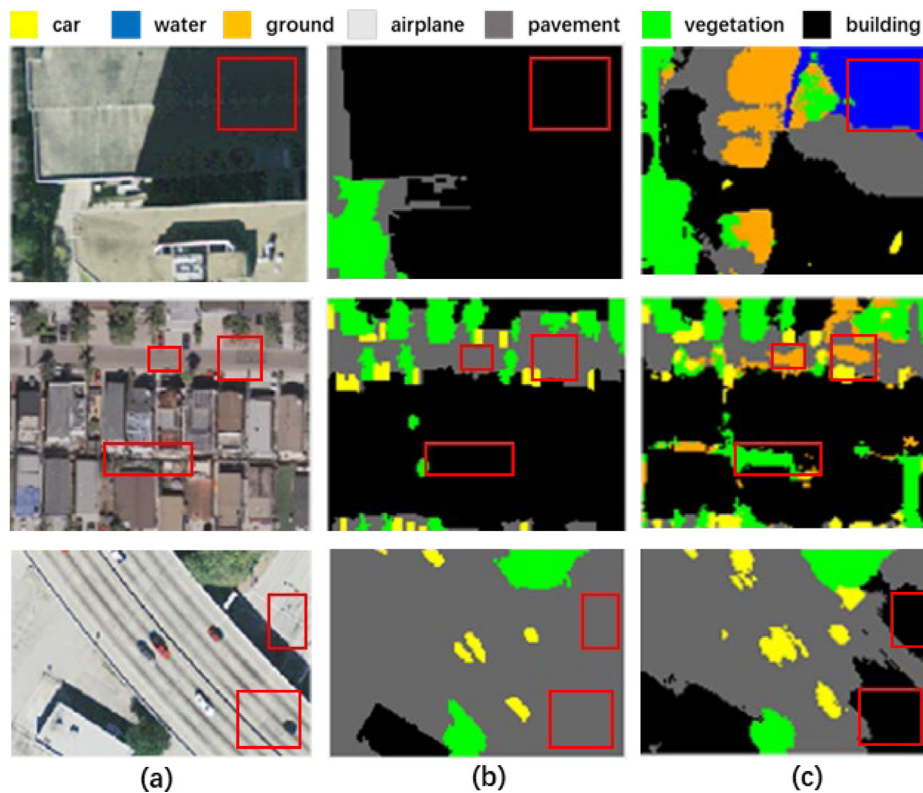 car water ground airplane pavement vegetation building
(a) (b) (c)